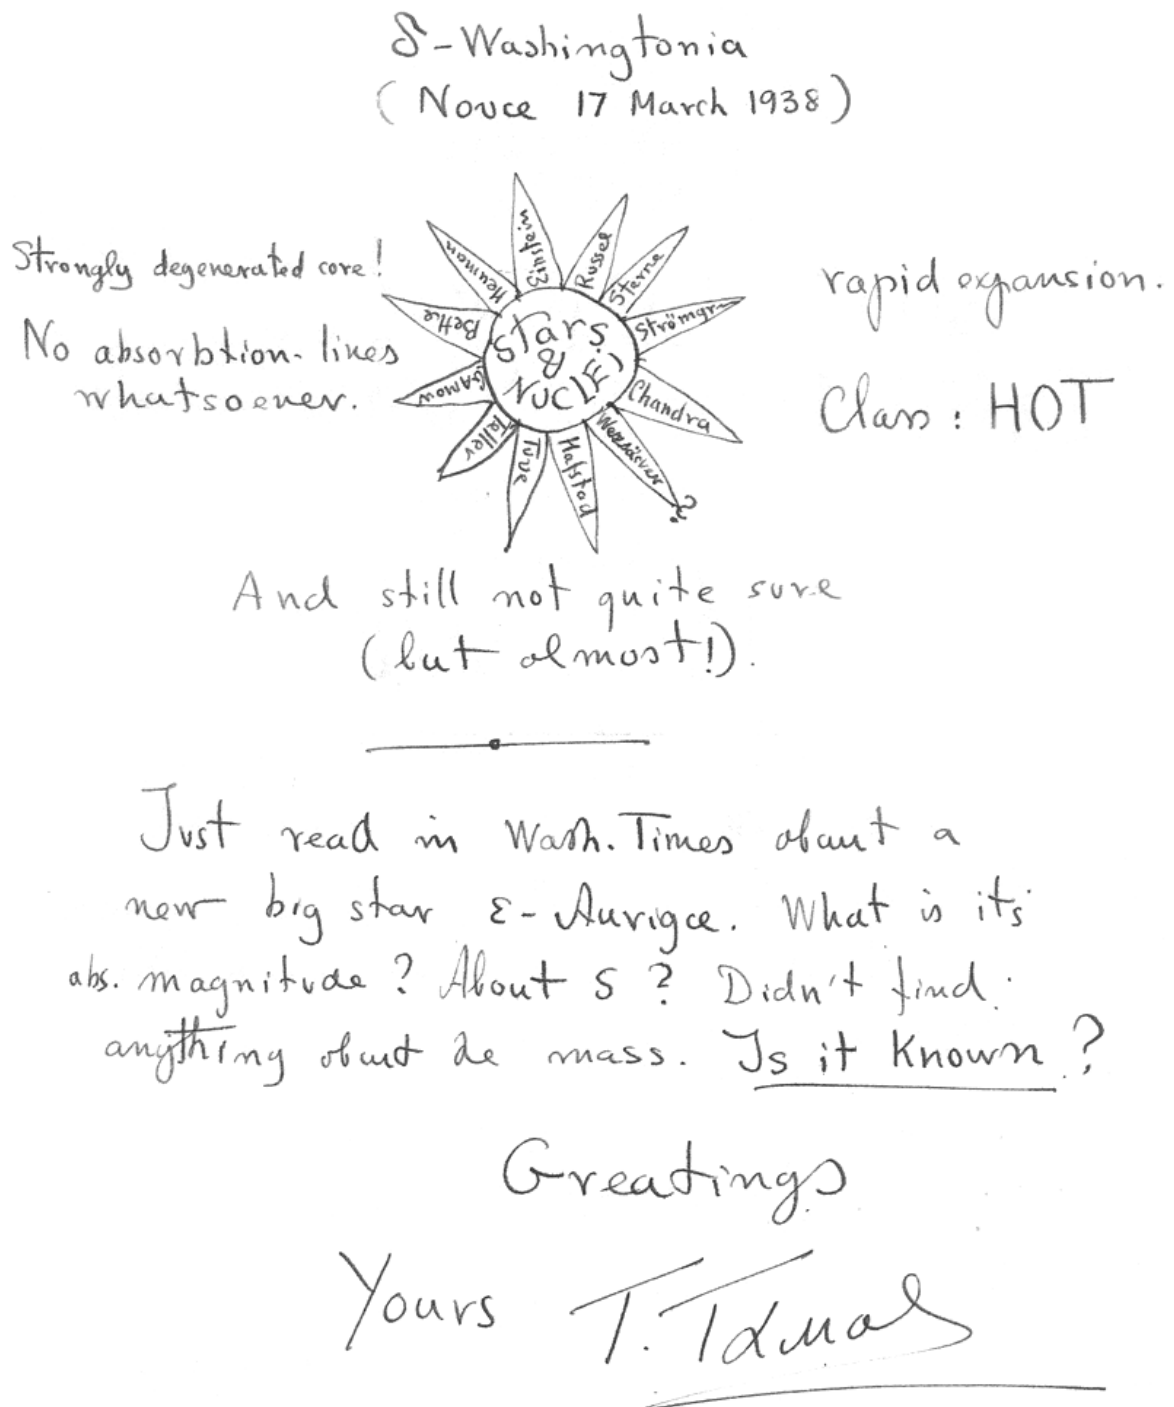 δ-Washingtonia
(Novae 17 March 1938)
Strongly degenerated core!
No absorbtion-lines
whatsoever.
Einstein
Russel
Sterne
Strömgr
Chandra
?
Hafstad
Tuve
Teller
GAMOW
Bethe
Neuman
Stars
&
NUCLEI
rapid expansion.
Class: HOT
And still not quite sure
(but almost!).
Just read in Wash. Times about a
new big star ε-Aurigae. What is its
abs. magnitude? About 5? Didn't find
anything about de mass. Is it known?
Greatings
Yours